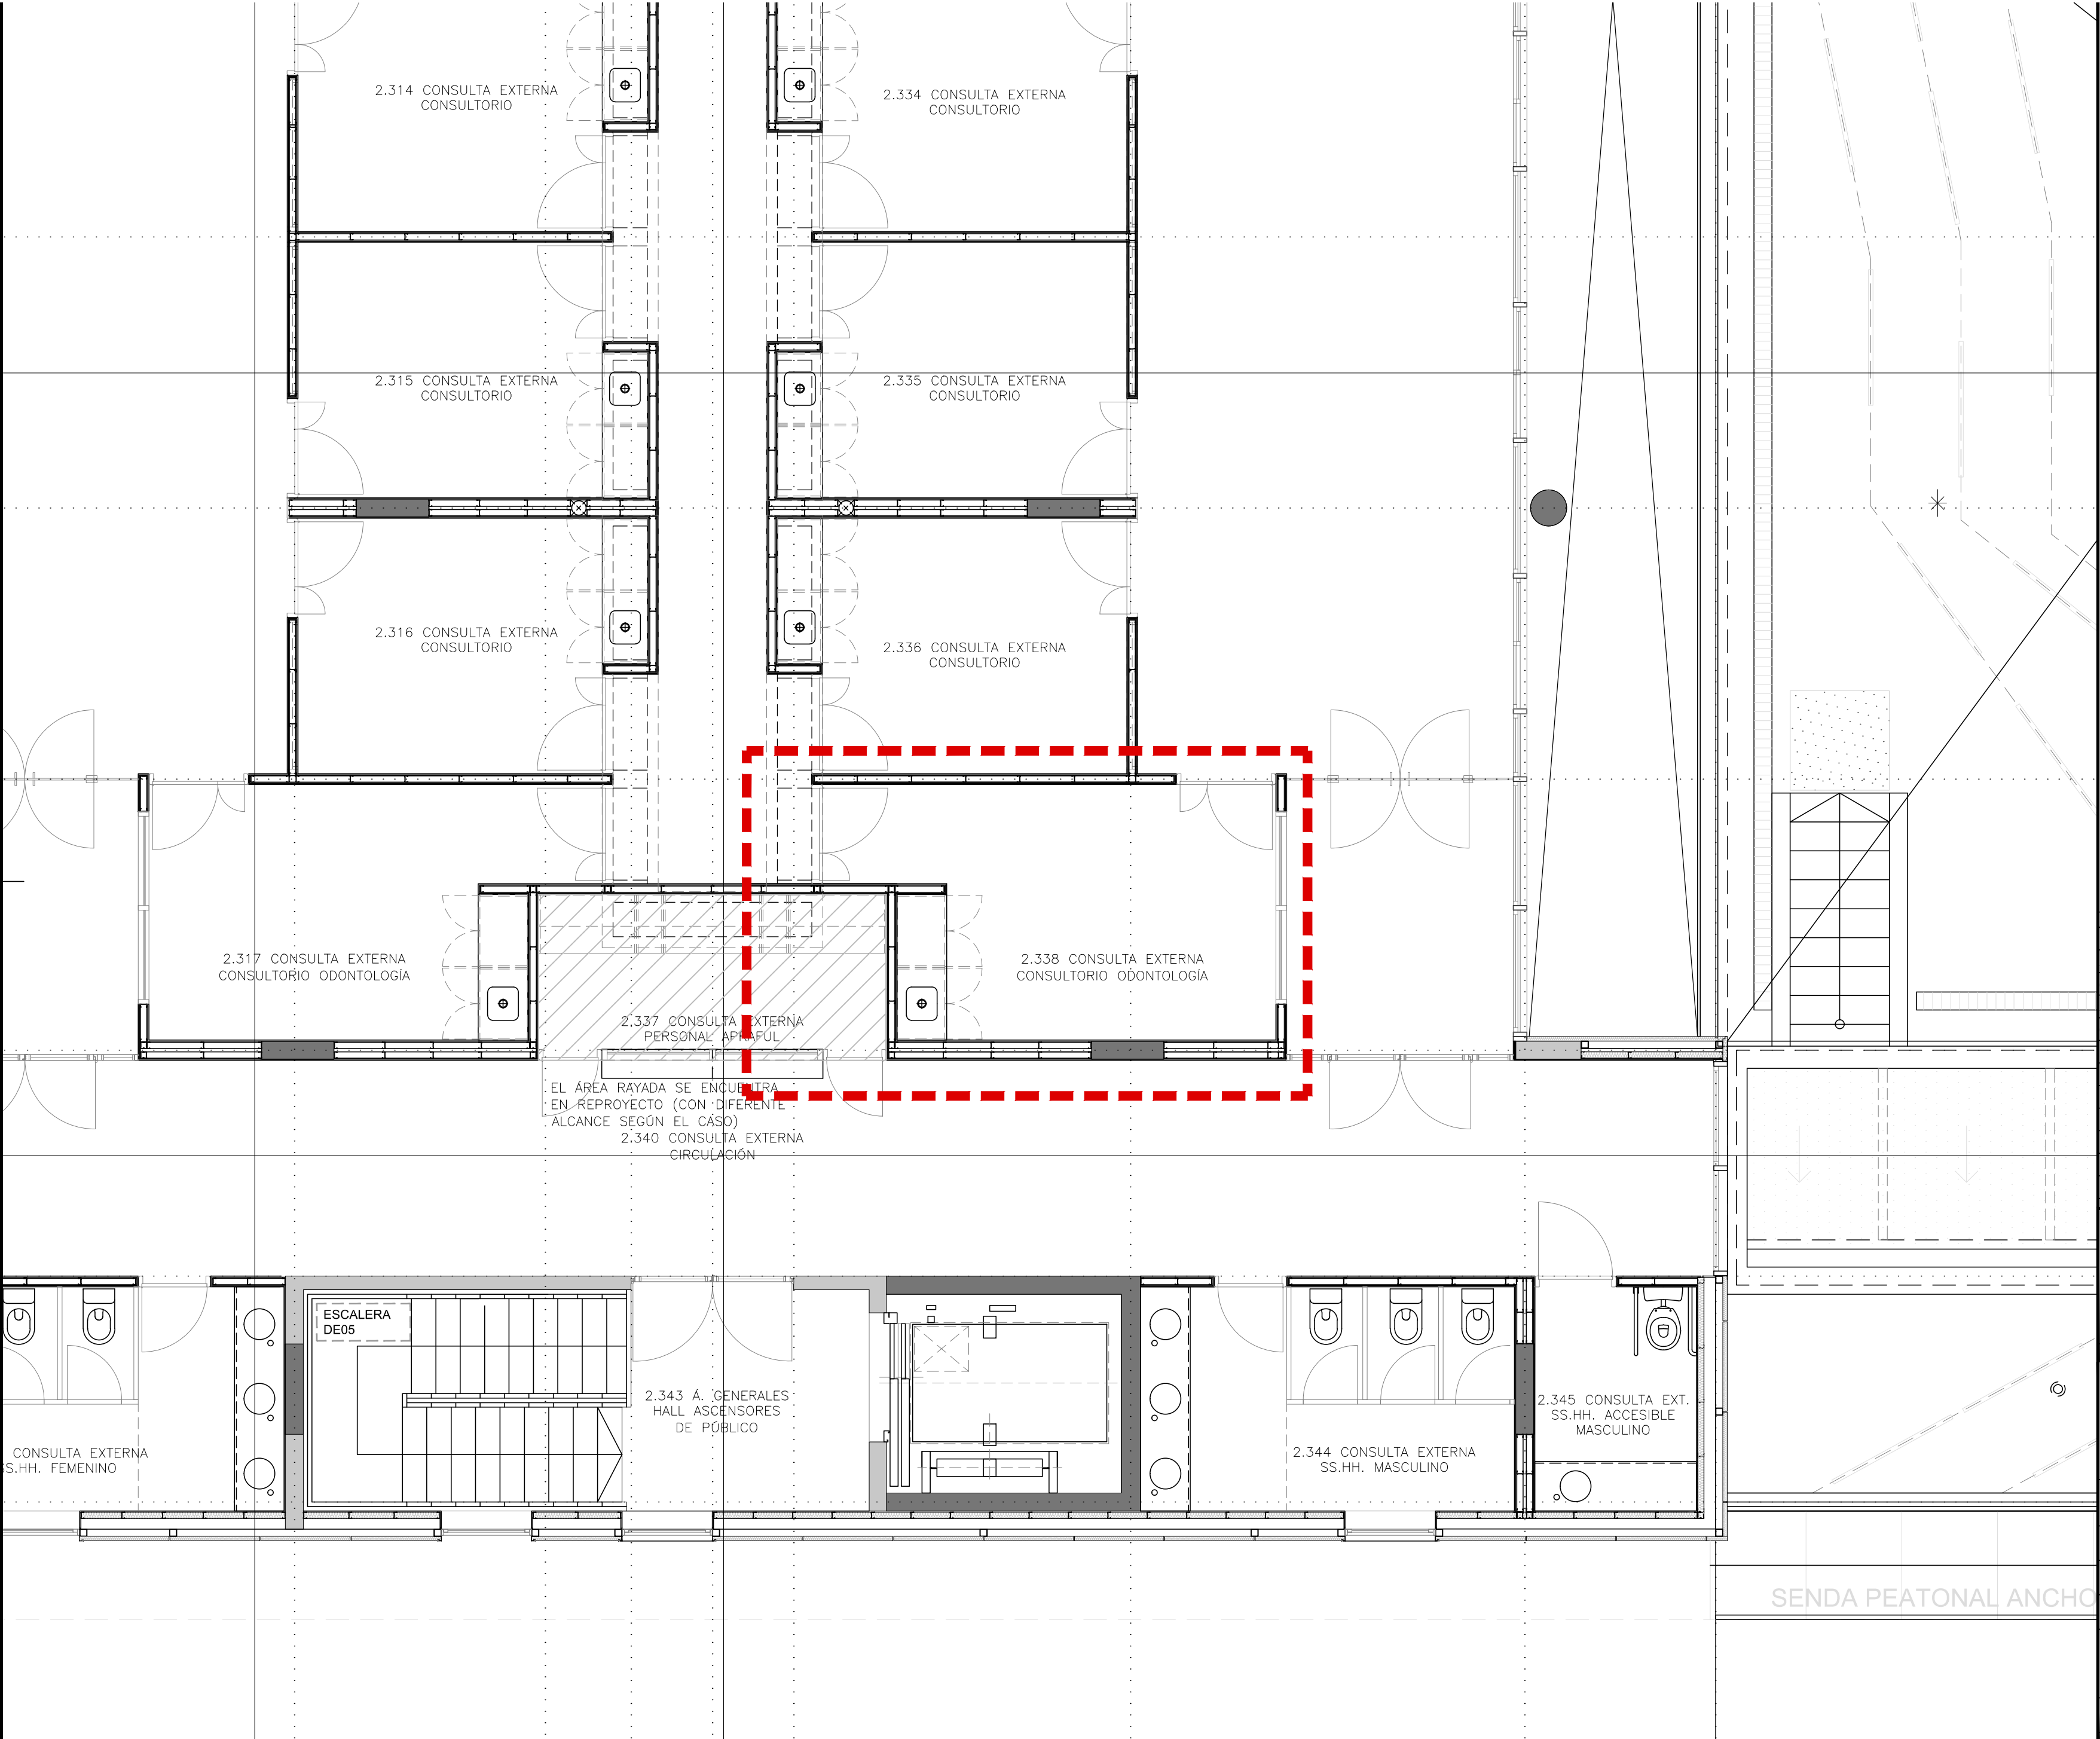 2.314 CONSULTA EXTERNA
CONSULTORIO
2.334 CONSULTA EXTERNA
CONSULTORIO
2.315 CONSULTA EXTERNA
CONSULTORIO
2.335 CONSULTA EXTERNA
CONSULTORIO
2.316 CONSULTA EXTERNA
CONSULTORIO
2.336 CONSULTA EXTERNA
CONSULTORIO
2.317 CONSULTA EXTERNA
CONSULTORIO ODONTOLOGÍA
2.338 CONSULTA EXTERNA
CONSULTORIO ODONTOLOGÍA
2.337 CONSULTA EXTERNA
PERSONAL
EL ÁREA RAYADA SE ENCUENTRA
EN REPROYECTO (CON DIFERENTE
ALCANCE SEGÚN EL CASO)
2.340 CONSULTA EXTERNA
CIRCULACIÓN
ESCALERA
DE05
2.343 Á. GENERALES
HALL ASCENSORES
DE PÚBLICO
2.345 CONSULTA EXT.
SS.HH. ACCESIBLE
MASCULINO
CONSULTA EXTERNA
SS.HH. FEMENINO
2.344 CONSULTA EXTERNA
SS.HH. MASCULINO
SENDA PEATONAL ANCHO